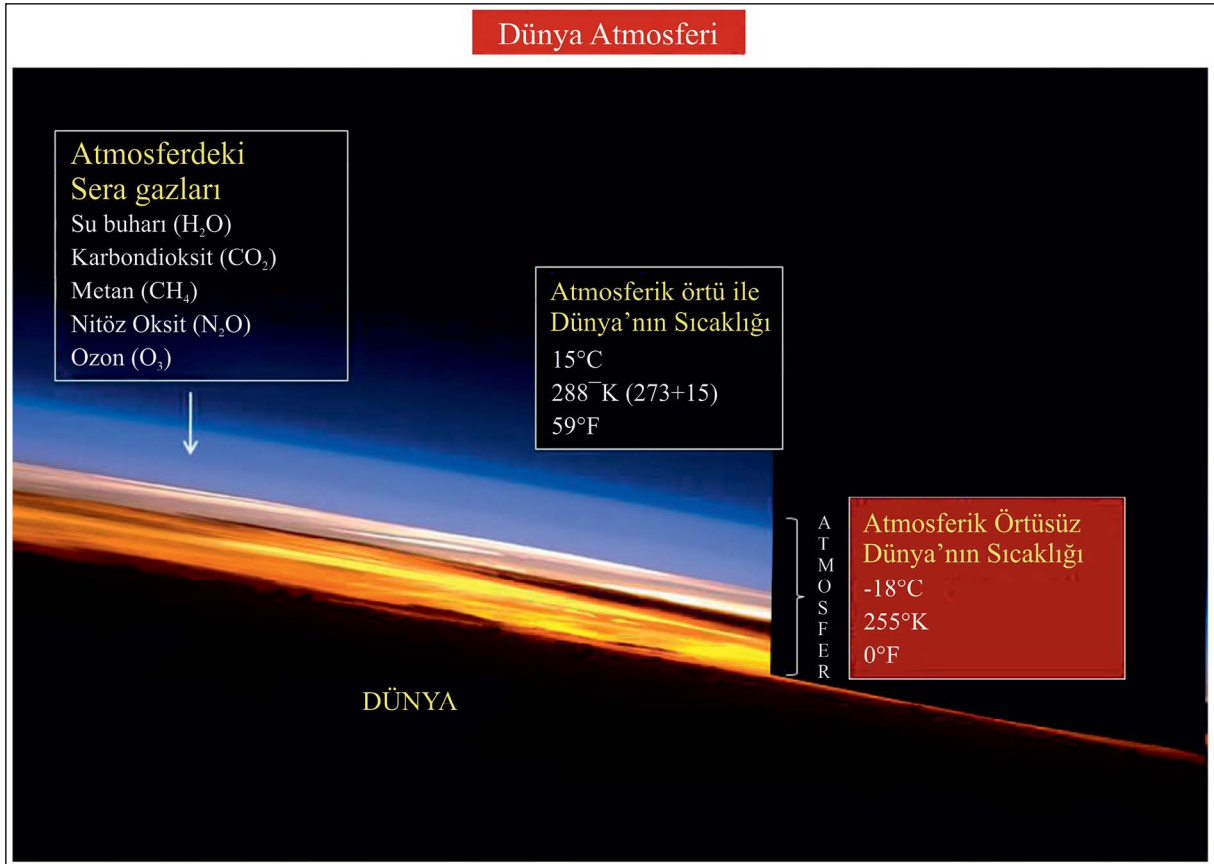 Dünya Atmosferi
Atmosferdeki
Sera gazları
Su buharı (H₂O)
Karbondioksit (CO₂)
Metan (CH₄)
Nitöz Oksit (N₂O)
Ozon (O₃)
Atmosferik örtü ile
Dünya’nın Sıcaklığı
15°C
288¯K (273+15)
59°F
ATMOSFER
Atmosferik Örtüsüz
Dünya’nın Sıcaklığı
-18°C
255°K
0°F
DÜNYA